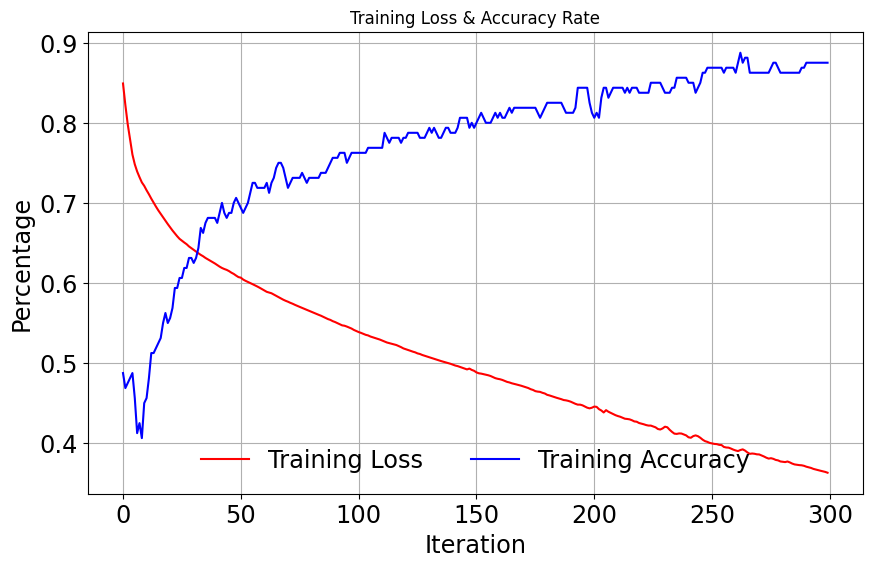 Training Loss & Accuracy Rate
0.9
0.8
0.7
0.6
0.5
0.4
Percentage
Training Loss
Training Accuracy
0 50 100 150 200 250 300
Iteration